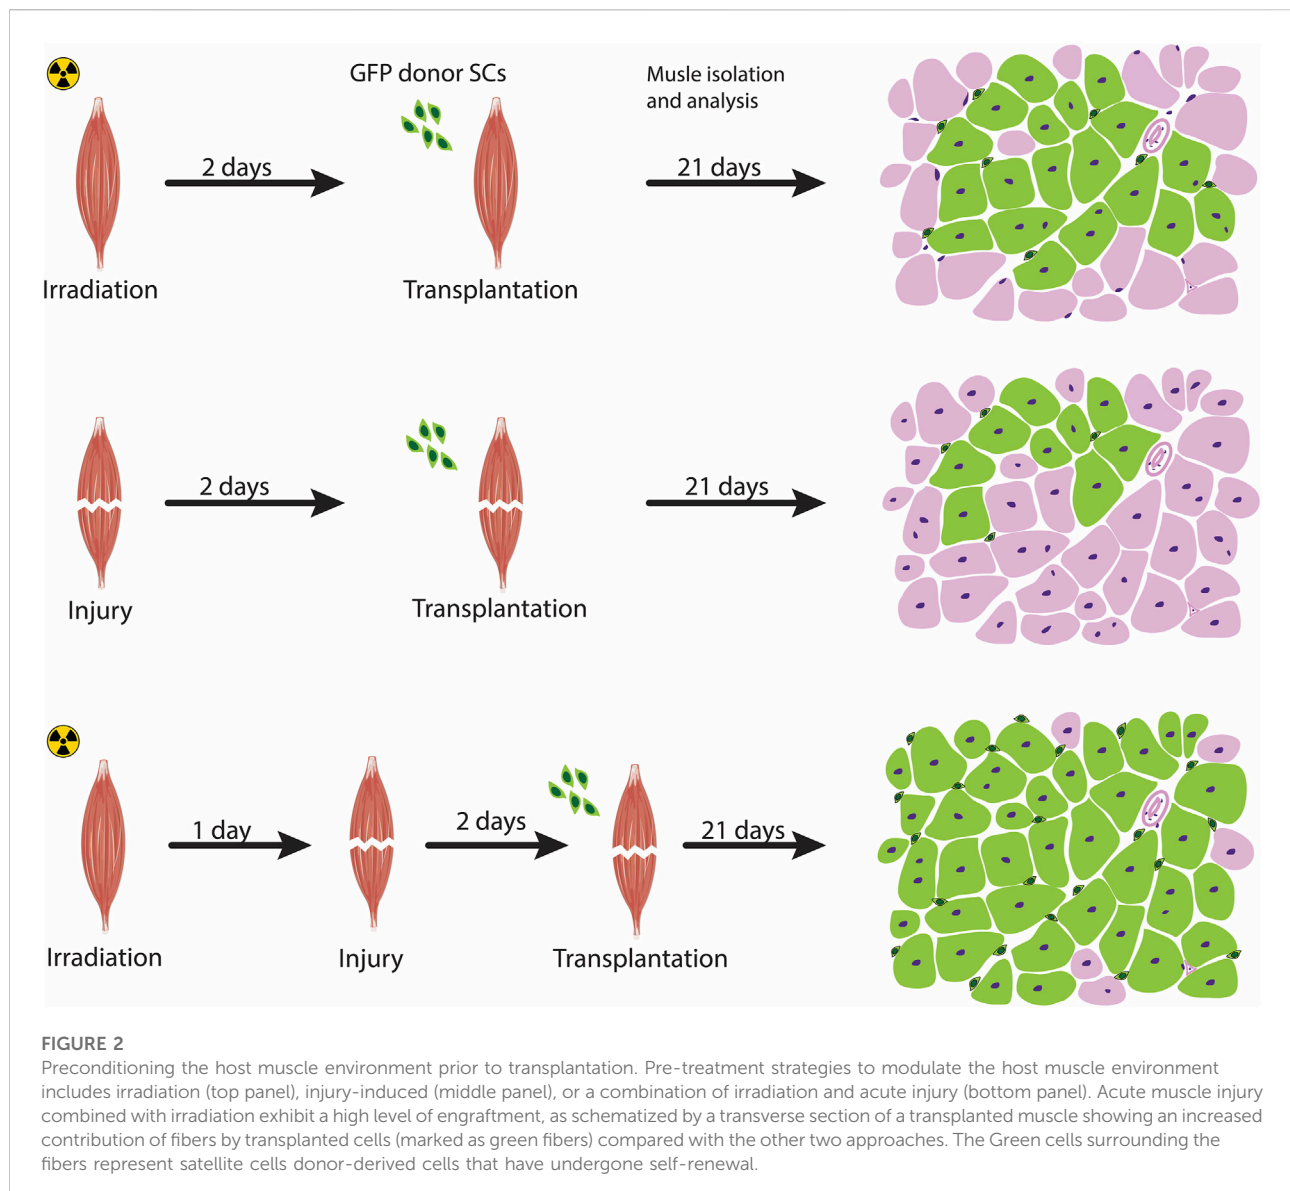 GFP donor SCs
Musle isolation
and analysis
2 days
21 days
Irradiation
Transplantation
2 days
21 days
Injury
Transplantation
1 day
2 days
21 days
Irradiation
Injury
Transplantation
FIGURE 2
Preconditioning the host muscle environment prior to transplantation. Pre-treatment strategies to modulate the host muscle environment
includes irradiation (top panel), injury-induced (middle panel), or a combination of irradiation and acute injury (bottom panel). Acute muscle injury
combined with irradiation exhibit a high level of engraftment, as schematized by a transverse section of a transplanted muscle showing an increased
contribution of fibers by transplanted cells (marked as green fibers) compared with the other two approaches. The Green cells surrounding the
fibers represent satellite cells donor-derived cells that have undergone self-renewal.